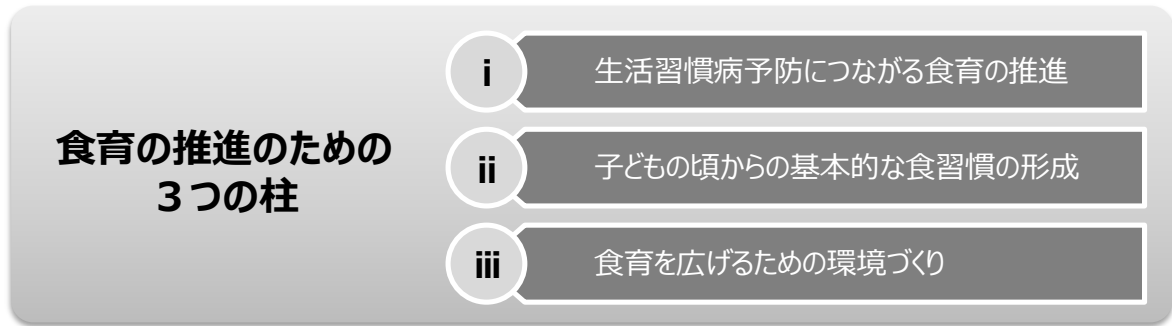 食育の推進のための
３つの柱
i
生活習慣病予防につながる食育の推進
ii
子どもの頃からの基本的な食習慣の形成
iii
食育を広げるための環境づくり